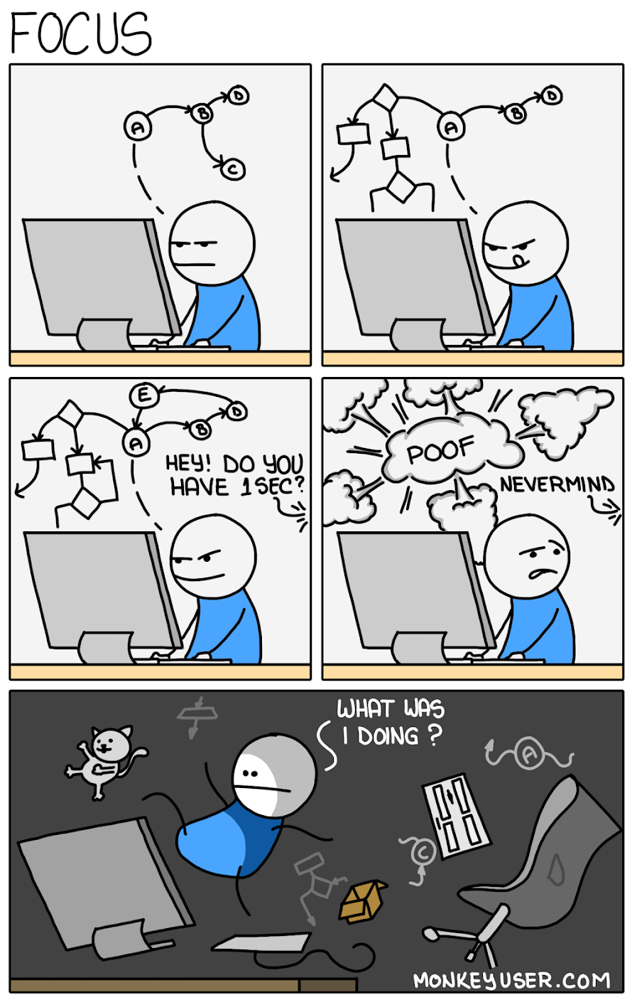 FOCUS
A
B
D
C
A
B
D
E
A
B
D
HEY! DO YOU
HAVE 1 SEC?
POOF
NEVERMIND
WHAT WAS
I DOING?
A
C
MONKEYUSER.COM